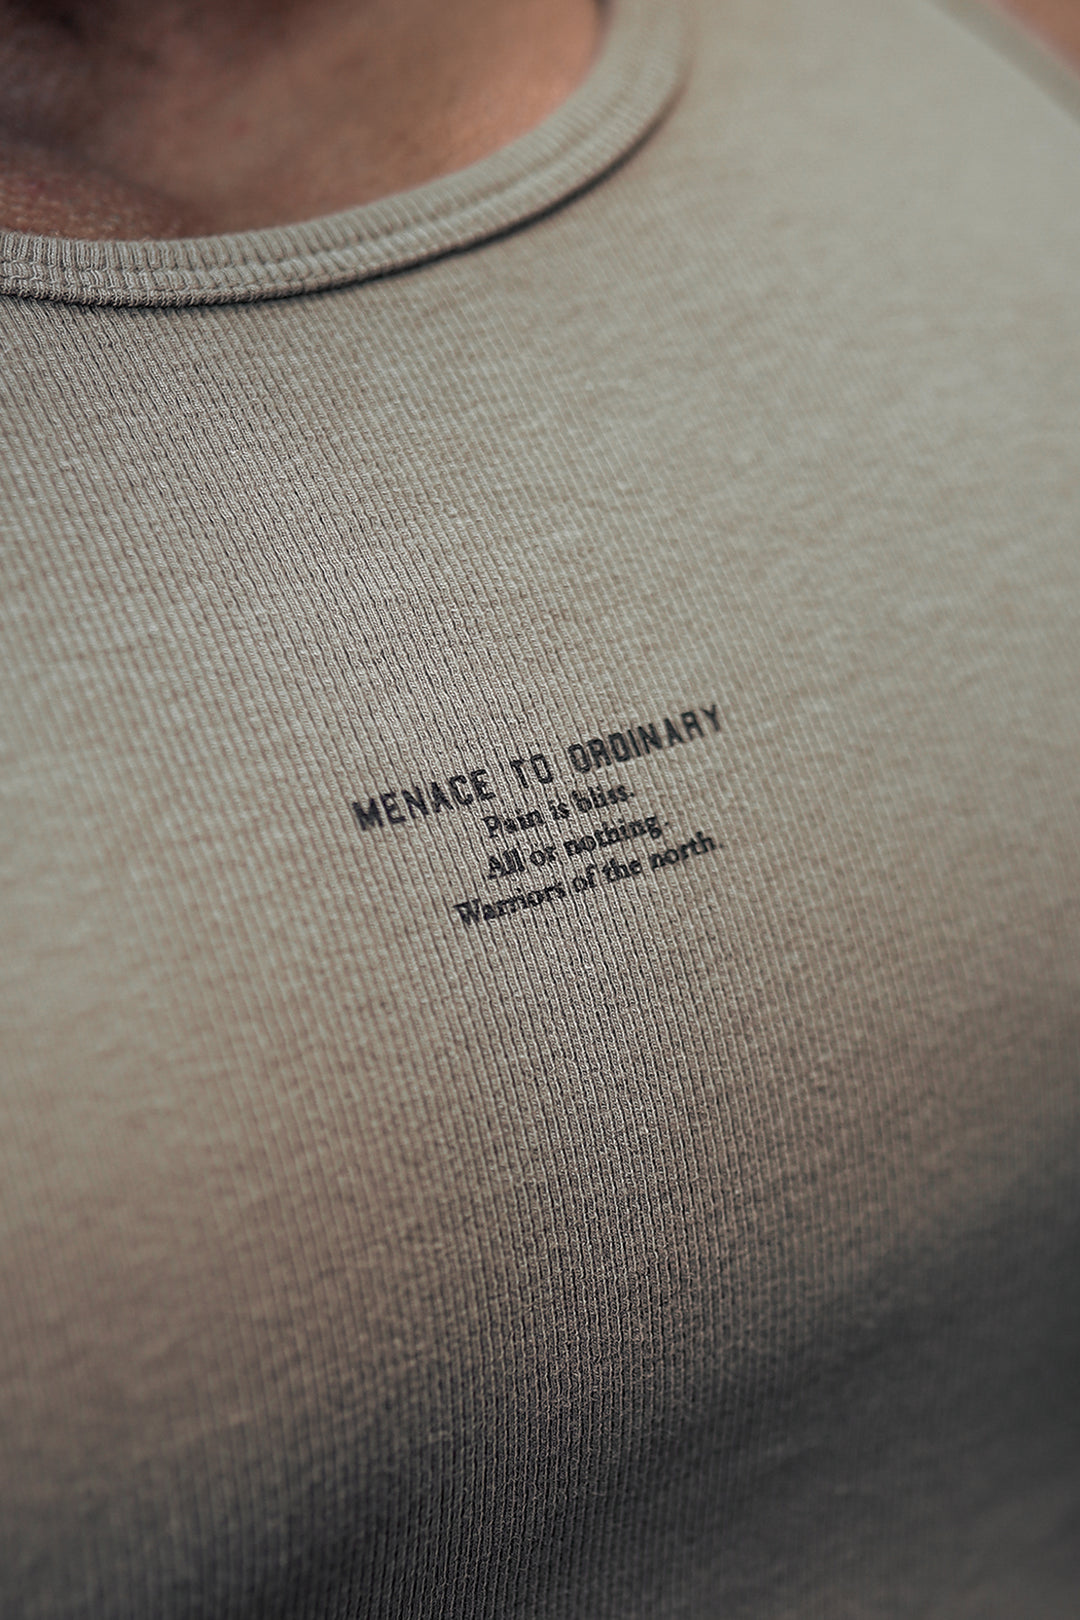 MENACE TO ORDINARY
Pain is bliss.
All or nothing.
Warriors of the north.